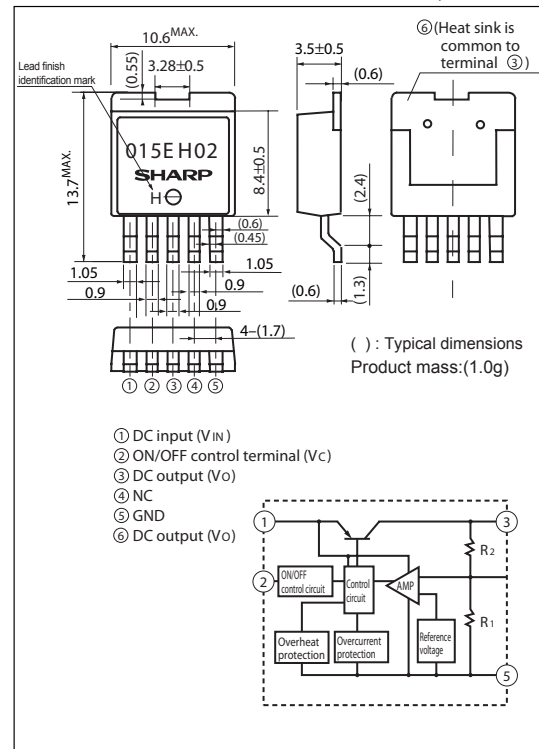 10.6MAX.
3.28±0.5
(0.55)
Lead finish
identification mark
13.7MAX.
015E H02
SHARP
H
8.4±0.5
(0.6)
(0.45)
1.05
1.05
0.9
0.9
0.9
4–(1.7)
① ② ③ ④ ⑤
3.5±0.5
(0.6)
(2.4)
(0.6)
(1.3)
⑥(Heat sink is
common to
terminal ③)
( ) : Typical dimensions
Product mass:(1.0g)
① DC input (VIN)
② ON/OFF control terminal (VC)
③ DC output (VO)
④ NC
⑤ GND
⑥ DC output (VO)
①
③
②
⑤
ON/OFF
control circuit
Control
circuit
AMP
R2
R1
Overheat
protection
Overcurrent
protection
Reference
voltage